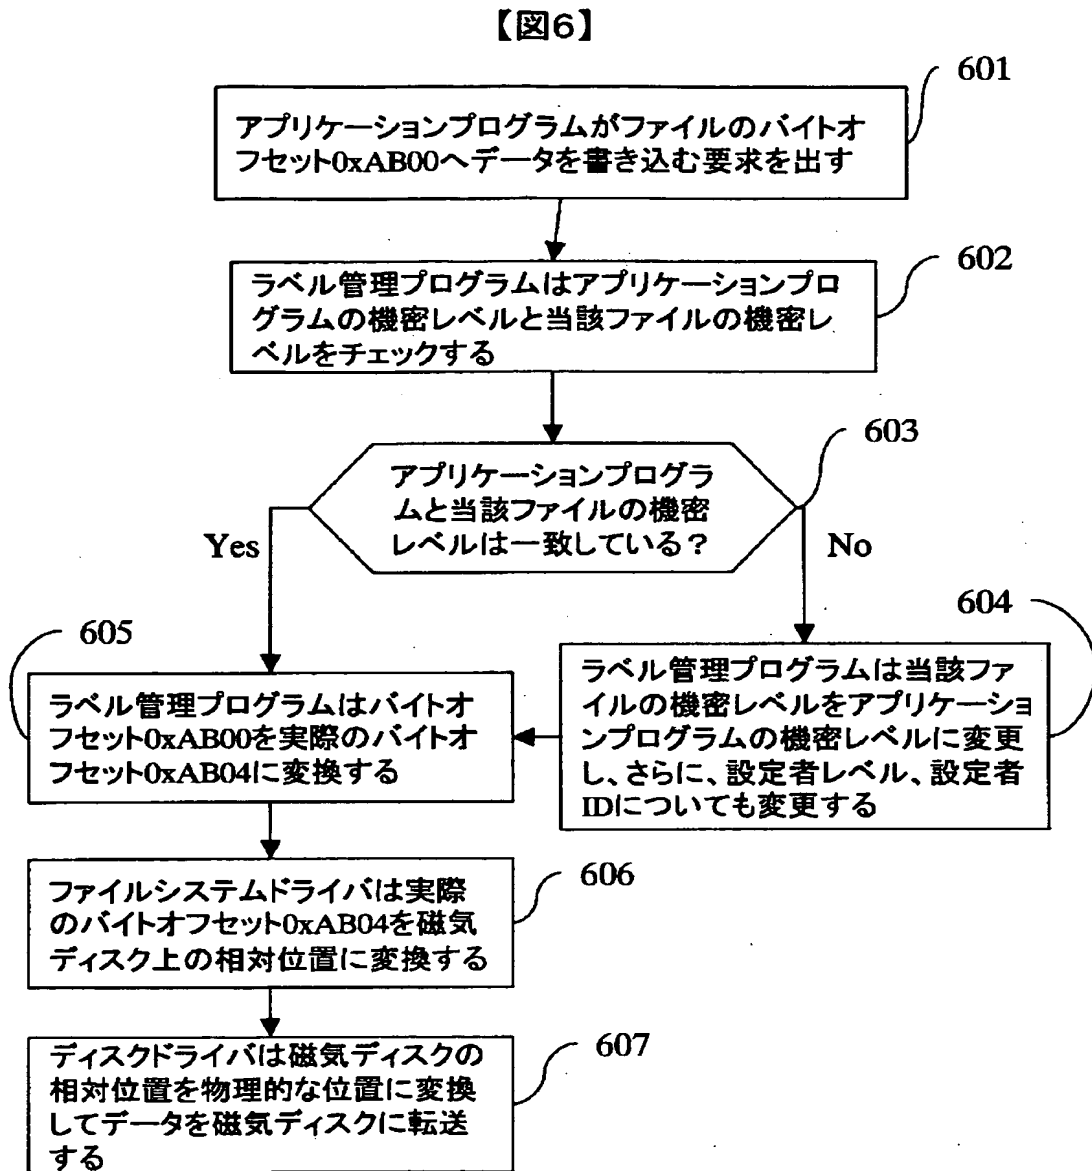 【図6】
601
アプリケーションプログラムがファイルのバイトオ
フセット0xAB00へデータを書き込む要求を出す
602
ラベル管理プログラムはアプリケーションプロ
グラムの機密レベルと当該ファイルの機密レ
ベルをチェックする
603
アプリケーションプログラ
ムと当該ファイルの機密
レベルは一致している？
Yes
No
604
ラベル管理プログラムは当該ファ
イルの機密レベルをアプリケーショ
ンプログラムの機密レベルに変更
し、さらに、設定者レベル、設定者
IDについても変更する
605
ラベル管理プログラムはバイトオ
フセット0xAB00を実際のバイトオ
フセット0xAB04に変換する
606
ファイルシステムドライバは実際
のバイトオフセット0xAB04を磁気
ディスク上の相対位置に変換する
607
ディスクドライバは磁気ディスクの
相対位置を物理的な位置に変換
してデータを磁気ディスクに転送
する